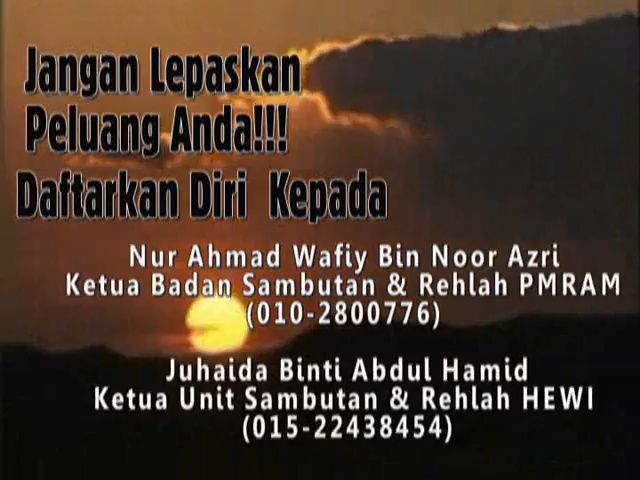 Jangan Lepaskan
Peluang Anda!!!
Daftarkan Diri Kepada
Nur Ahmad Wafiy Bin Noor Azri
Ketua Badan Sambutan & Rehlah PMRAM
(010-2800776)
Juhaida Binti Abdul Hamid
Ketua Unit Sambutan & Rehlah HEWI
(015-22438454)